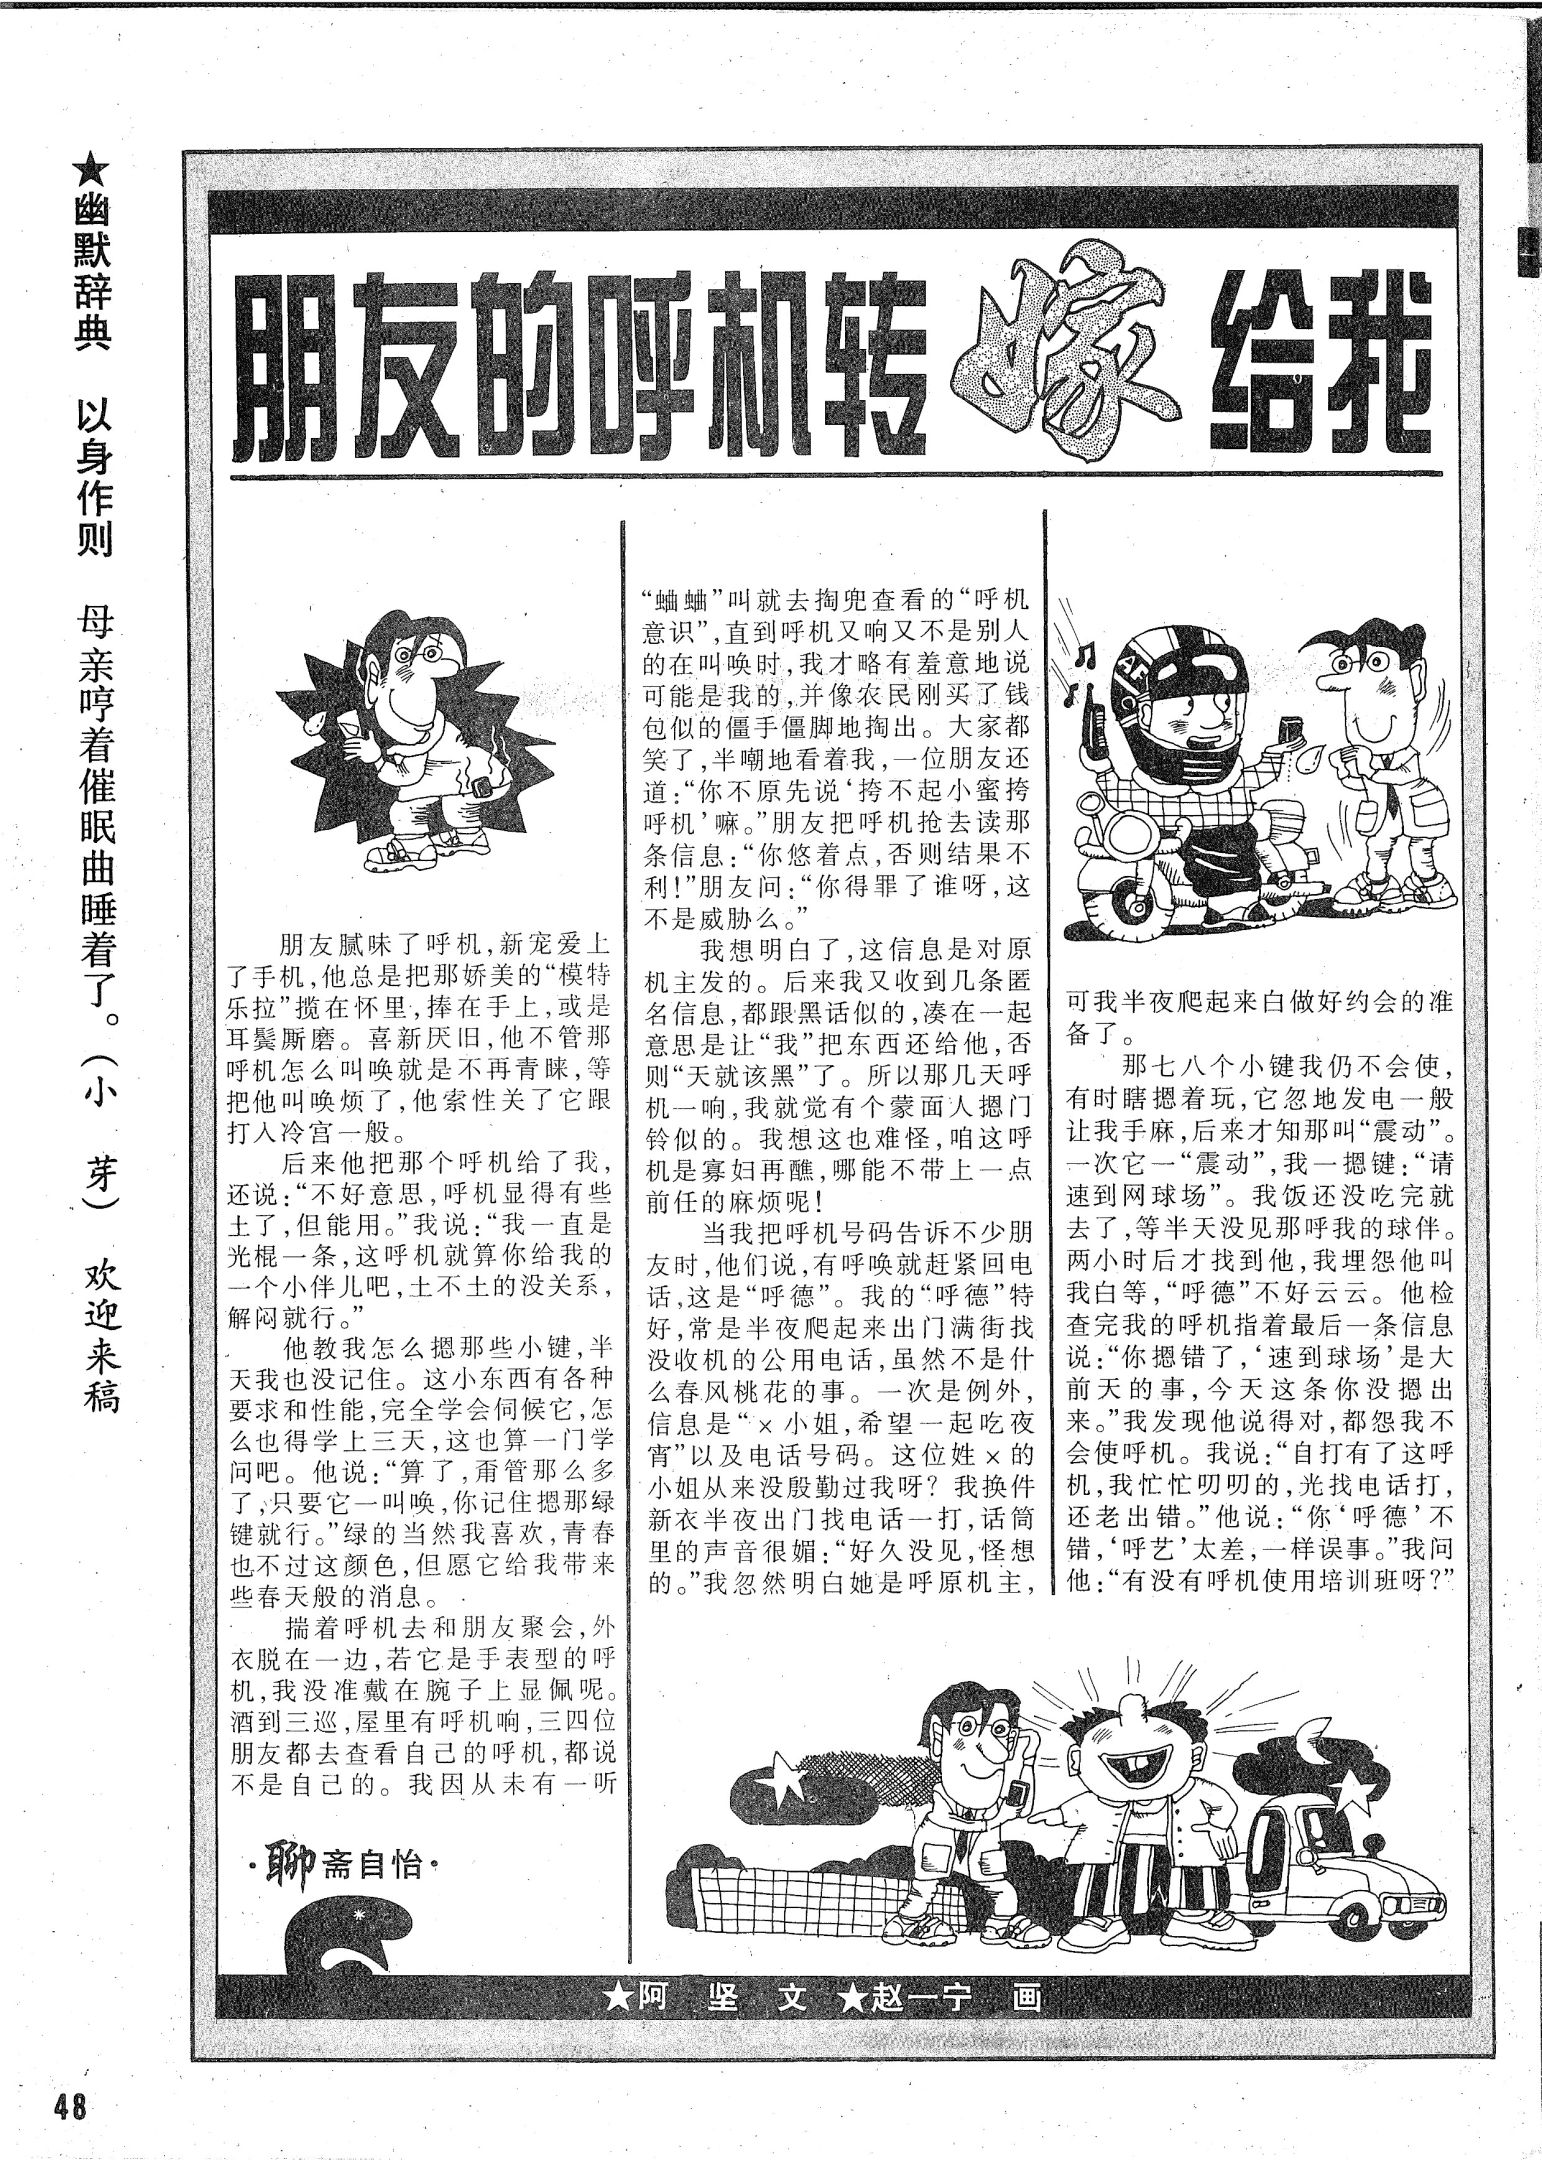 ★幽默辞典 以身作则 母亲哼着催眠曲睡着了。(小 芽) 欢迎来稿
朋友的呼机转嫁给我
朋友腻味了呼机,新宠爱上
了手机,他总是把那娇美的“模特
乐拉”揽在怀里,捧在手上,或是
耳鬓厮磨。喜新厌旧,他不管那
呼机怎么叫唤就是不再青睐,等
把他叫唤烦了,他索性关了它跟
打入冷宫一般。
后来他把那个呼机给了我,
还说:“不好意思,呼机显得有些
土了,但能用。”我说:“我一直是
光棍一条,这呼机就算你给我的
一个小伴儿吧,土不土的没关系,
解闷就行。”
他教我怎么摁那些小键,半
天我也没记住。这小东西有各种
要求和性能,完全学会伺候它,怎
么也得学上三天,这也算一门学
问吧。他说:“算了,甭管那么多
了,只要它一叫唤,你记住摁那绿
键就行。”绿的当然我喜欢,青春
也不过这颜色,但愿它给我带来
些春天般的消息。
揣着呼机去和朋友聚会,外
衣脱在一边,若它是手表型的呼
机,我没准戴在腕子上显佩呢。
酒到三巡,屋里有呼机响,三四位
朋友都去查看自己的呼机,都说
不是自己的。我因从未有一听
“蛐蛐”叫就去掏兜查看的“呼机
意识”,直到呼机又响又不是别人
的在叫唤时,我才略有羞意地说
可能是我的,并像农民刚买了钱
包似的僵手僵脚地掏出。大家都
笑了,半嘲地看着我,一位朋友还
道:“你不原先说‘挎不起小蜜挎
呼机’嘛。”朋友把呼机抢去读那
条信息:“你悠着点,否则结果不
利!”朋友问:“你得罪了谁呀,这
不是威胁么。”
我想明白了,这信息是对原
机主发的。后来我又收到几条匿
名信息,都跟黑话似的,凑在一起
意思是让“我”把东西还给他,否
则“天就该黑”了。所以那几天呼
机一响,我就觉有个蒙面人摁门
铃似的。我想这也难怪,咱这呼
机是寡妇再醮,哪能不带上一点
前任的麻烦呢!
当我把呼机号码告诉不少朋
友时,他们说,有呼唤就赶紧回电
话,这是“呼德”。我的“呼德”特
好,常是半夜爬起来出门满街找
没收机的公用电话,虽然不是什
么春风桃花的事。一次是例外,
信息是“×小姐,希望一起吃夜
宵”以及电话号码。这位姓×的
小姐从来没殷勤过我呀?我换件
新衣半夜出门找电话一打,话筒
里的声音很媚:“好久没见,怪想
的。”我忽然明白她是呼原机主,
AF
可我半夜爬起来白做好约会的准
备了。
那七八个小键我仍不会使,
有时瞎摁着玩,它忽地发电一般
让我手麻,后来才知那叫“震动”。
一次它一“震动”,我一摁键:“请
速到网球场”。我饭还没吃完就
去了,等半天没见那呼我的球伴。
两小时后才找到他,我埋怨他叫
我白等,“呼德”不好云云。他检
查完我的呼机指着最后一条信息
说:“你摁错了,‘速到球场’是大
前天的事,今天这条你没摁出
来。”我发现他说得对,都怨我不
会使呼机。我说:“自打有了这呼
机,我忙忙叨叨的,光找电话打,
还老出错。”他说:“你‘呼德’不
错,‘呼艺’太差,一样误事。”我问
他:“有没有呼机使用培训班呀?”
·聊斋自怡·
★阿 坚 文 ★赵一宁 画
48